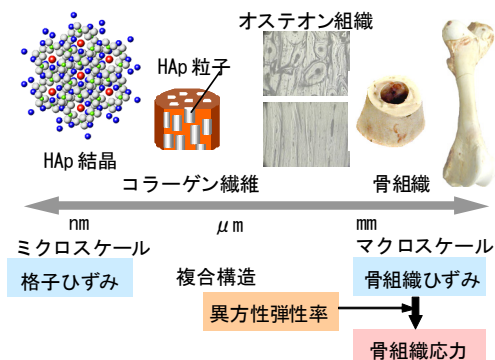 オステオン組織
HAp 粒子
HAp 結晶
コラーゲン繊維
骨組織
nm
μm
mm
ミクロスケール
マクロスケール
格子ひずみ
複合構造
骨組織ひずみ
異方性弾性率
骨組織応力